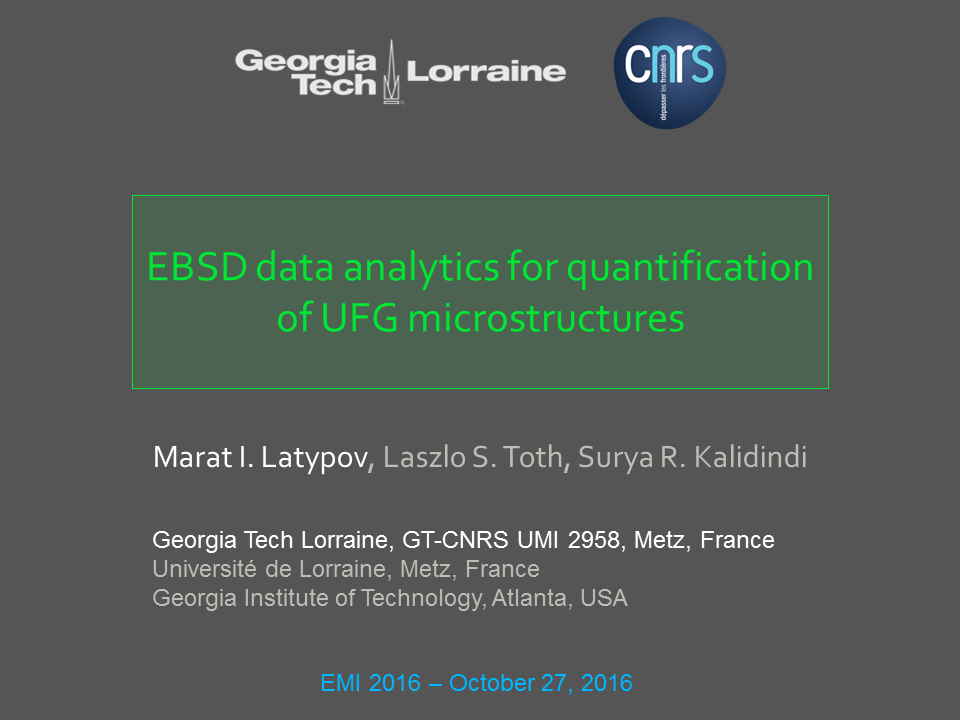 Georgia Tech Lorraine
cnrs
dépasser les frontières
EBSD data analytics for quantification
of UFG microstructures
Marat I. Latypov, Laszlo S. Toth, Surya R. Kalidindi
Georgia Tech Lorraine, GT-CNRS UMI 2958, Metz, France
Université de Lorraine, Metz, France
Georgia Institute of Technology, Atlanta, USA
EMI 2016 – October 27, 2016